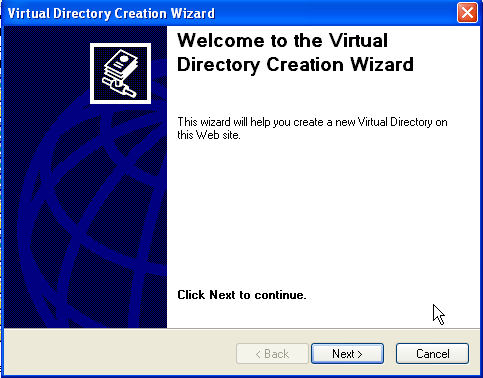 Virtual Directory Creation Wizard
Welcome to the Virtual
Directory Creation Wizard
This wizard will help you create a new Virtual Directory on
this Web site.
Click Next to continue.
< Back
Next >
Cancel